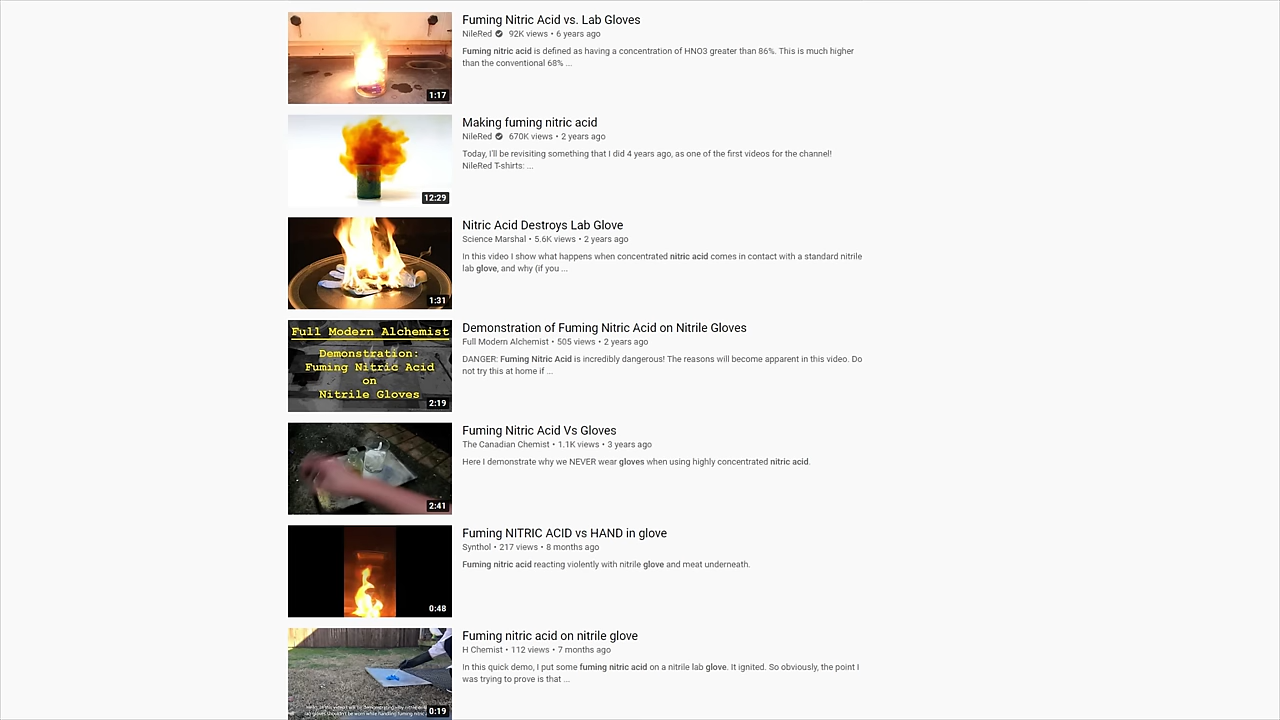 Fuming Nitric Acid vs. Lab Gloves
NileRed 92K views • 6 years ago
Fuming nitric acid is defined as having a concentration of HNO3 greater than 86%. This is much higher
than the conventional 68% ...
1:17
Making fuming nitric acid
NileRed 670K views • 2 years ago
Today, I'll be revisiting something that I did 4 years ago, as one of the first videos for the channel!
NileRed T-shirts: ...
12:29
Nitric Acid Destroys Lab Glove
Science Marshal • 5.6K views • 2 years ago
In this video I show what happens when concentrated nitric acid comes in contact with a standard nitrile
lab glove, and why (if you ...
1:31
Full Modern Alchemist
Demonstration:
Fuming Nitric Acid
on
Nitrile Gloves
2:19
Demonstration of Fuming Nitric Acid on Nitrile Gloves
Full Modern Alchemist • 505 views • 2 years ago
DANGER: Fuming Nitric Acid is incredibly dangerous! The reasons will become apparent in this video. Do
not try this at home if ...
Fuming Nitric Acid Vs Gloves
The Canadian Chemist • 1.1K views • 3 years ago
Here I demonstrate why we NEVER wear gloves when using highly concentrated nitric acid.
2:41
Fuming NITRIC ACID vs HAND in glove
Synthol • 217 views • 8 months ago
Fuming nitric acid reacting violently with nitrile glove and meat underneath.
0:48
Fuming nitric acid on nitrile glove
H Chemist • 112 views • 7 months ago
In this quick demo, I put some fuming nitric acid on a nitrile lab glove. It ignited. So obviously, the point I
was trying to prove is that ...
0:19